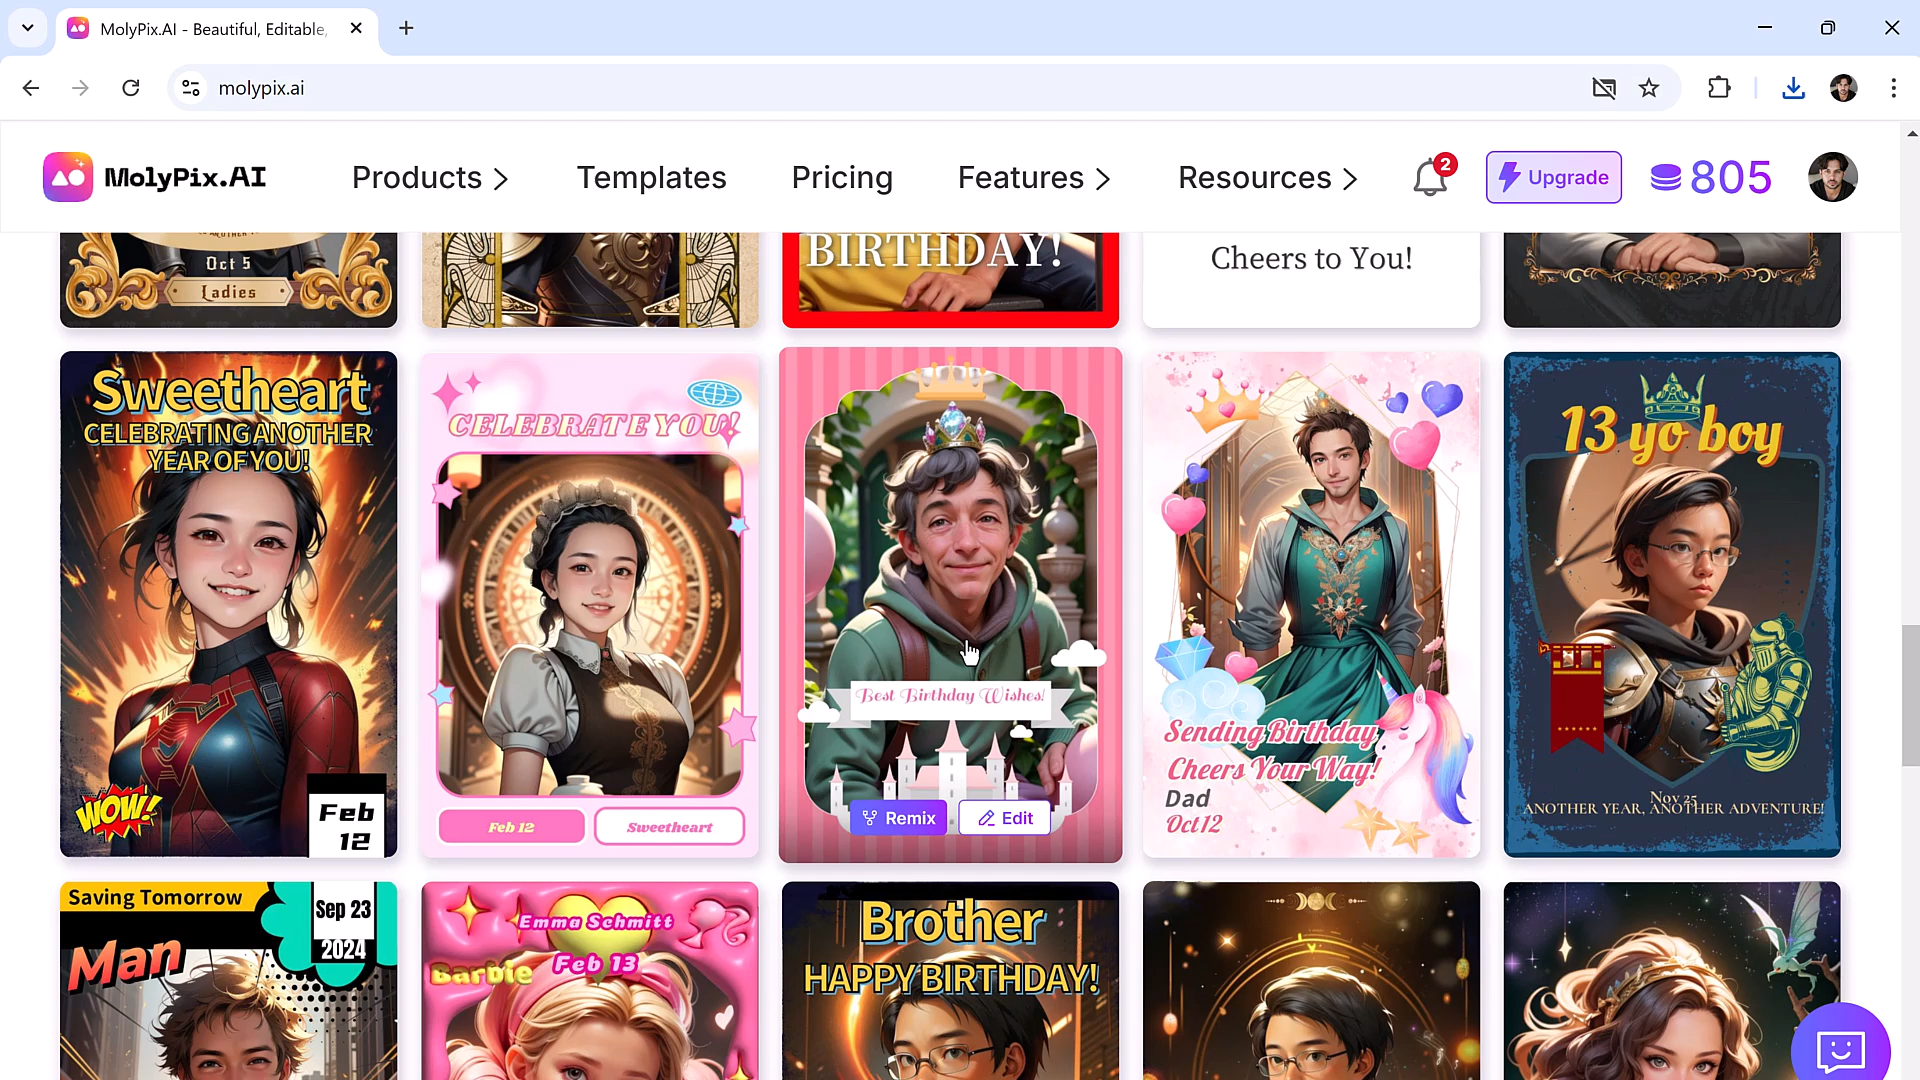 MolyPix.AI - Beautiful, Editable,
molypix.ai
MolyPix.AI
Products
Templates
Pricing
Features
Resources
2
Upgrade
805
Oct 5
Ladies
BIRTHDAY!
Cheers to You!
Sweetheart
CELEBRATING ANOTHER
YEAR OF YOU!
WOW!
Feb
12
CELEBRATE YOU!
Feb 12
Sweetheart
Best Birthday Wishes!
Remix
Edit
Sending Birthday
Cheers Your Way!
Dad
Oct 12
13 yo boy
Nov 25
ANOTHER YEAR, ANOTHER ADVENTURE!
Saving Tomorrow
Sep 23
2024
Man
Emma Schmitt
Feb 13
Barbie
Brother
HAPPY BIRTHDAY!